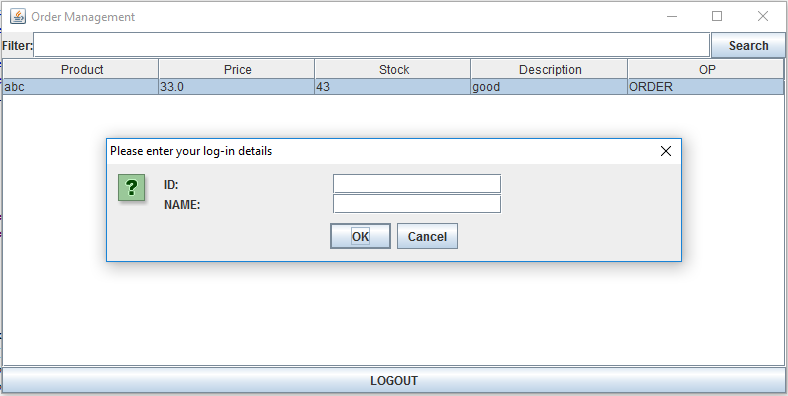 Order Management
Filter: Search
Product Price Stock Description OP
abc 33.0 43 good ORDER
Please enter your log-in details
? ID:
NAME:
OK Cancel
LOGOUT